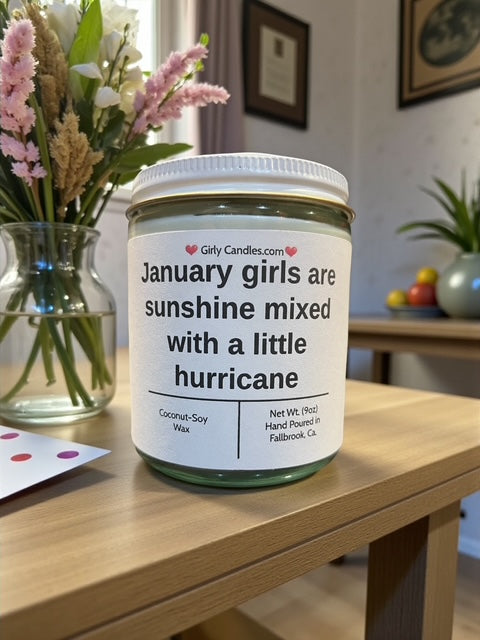 Girly Candles.com
January girls are
sunshine mixed
with a little
hurricane
Coconut-Soy
Wax
Net Wt. (9oz)
Hand Poured in
Fallbrook, Ca.